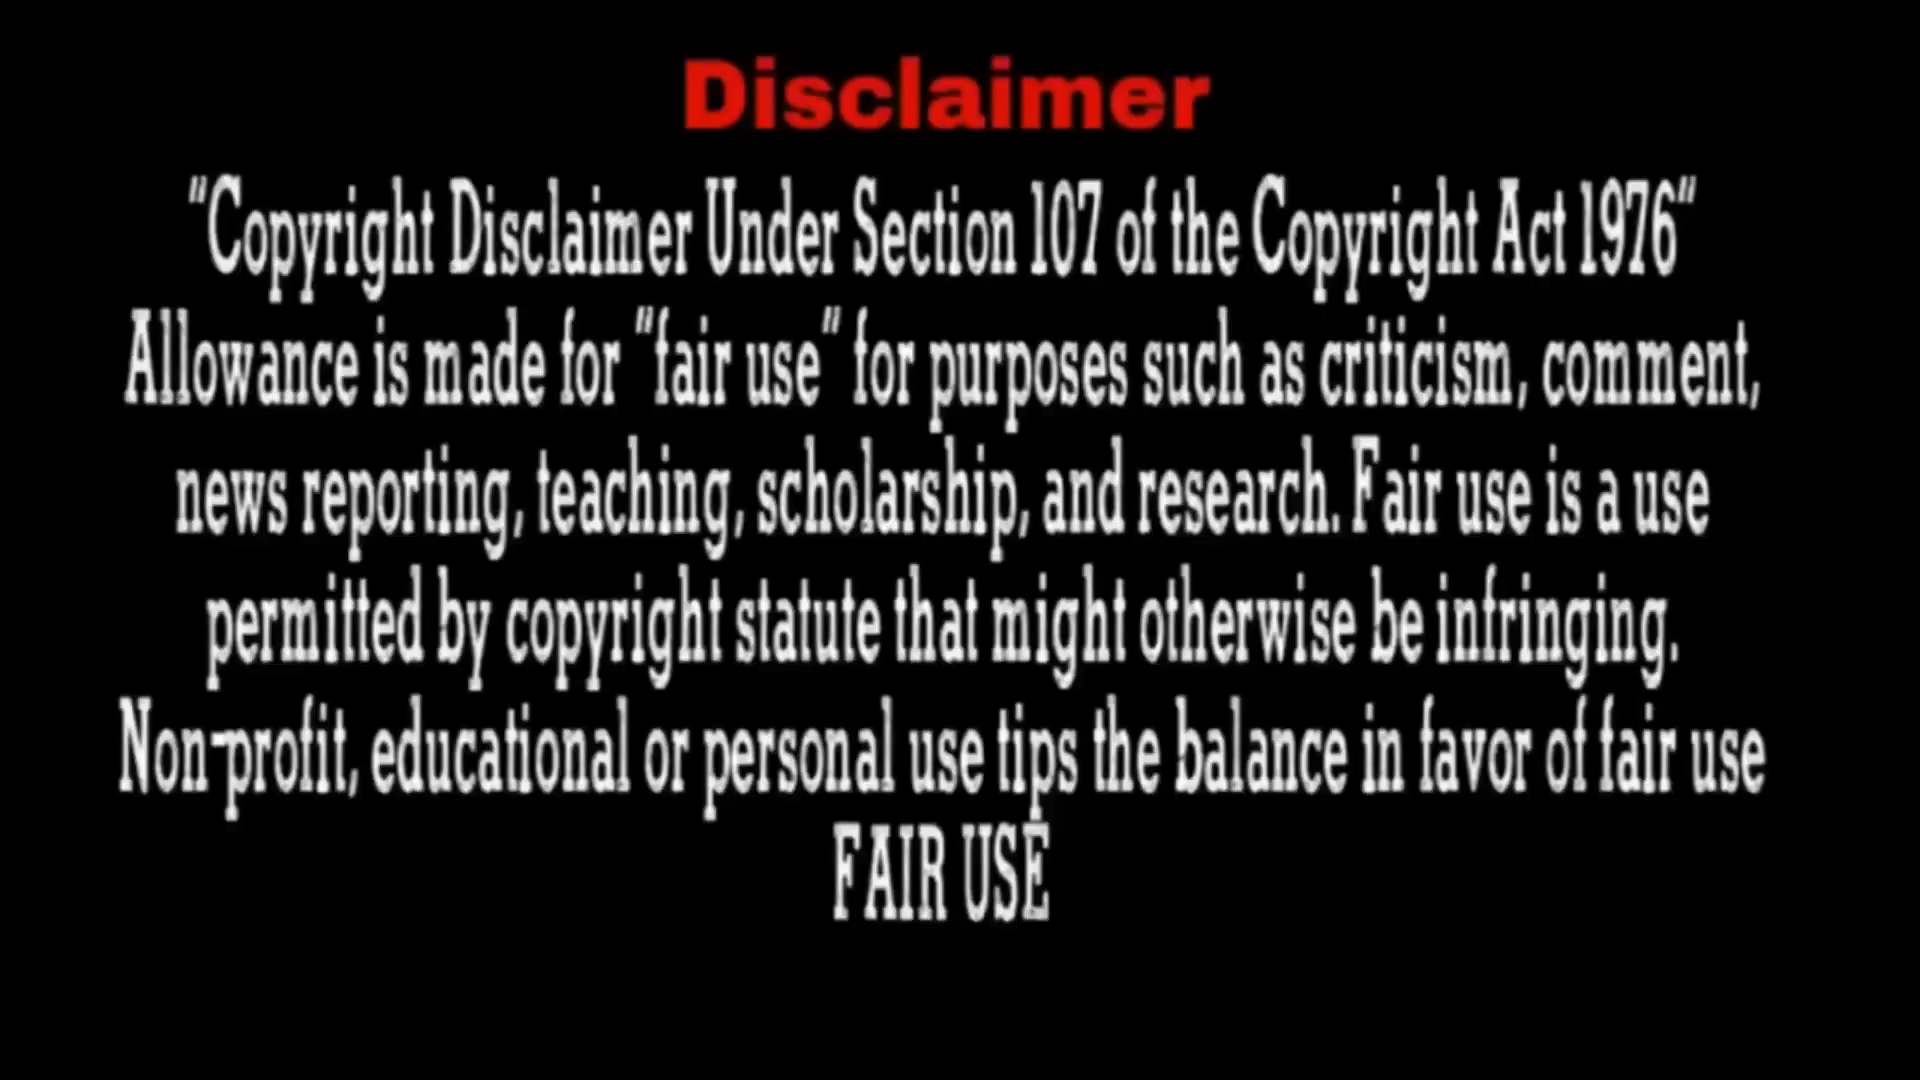 Disclaimer
"Copyright Disclaimer Under Section 107 of the Copyright Act 1976"
Allowance is made for "fair use" for purposes such as criticism, comment,
news reporting, teaching, scholarship, and research. Fair use is a use
permitted by copyright statute that might otherwise be infringing.
Non-profit, educational or personal use tips the balance in favor of fair use
FAIR USE